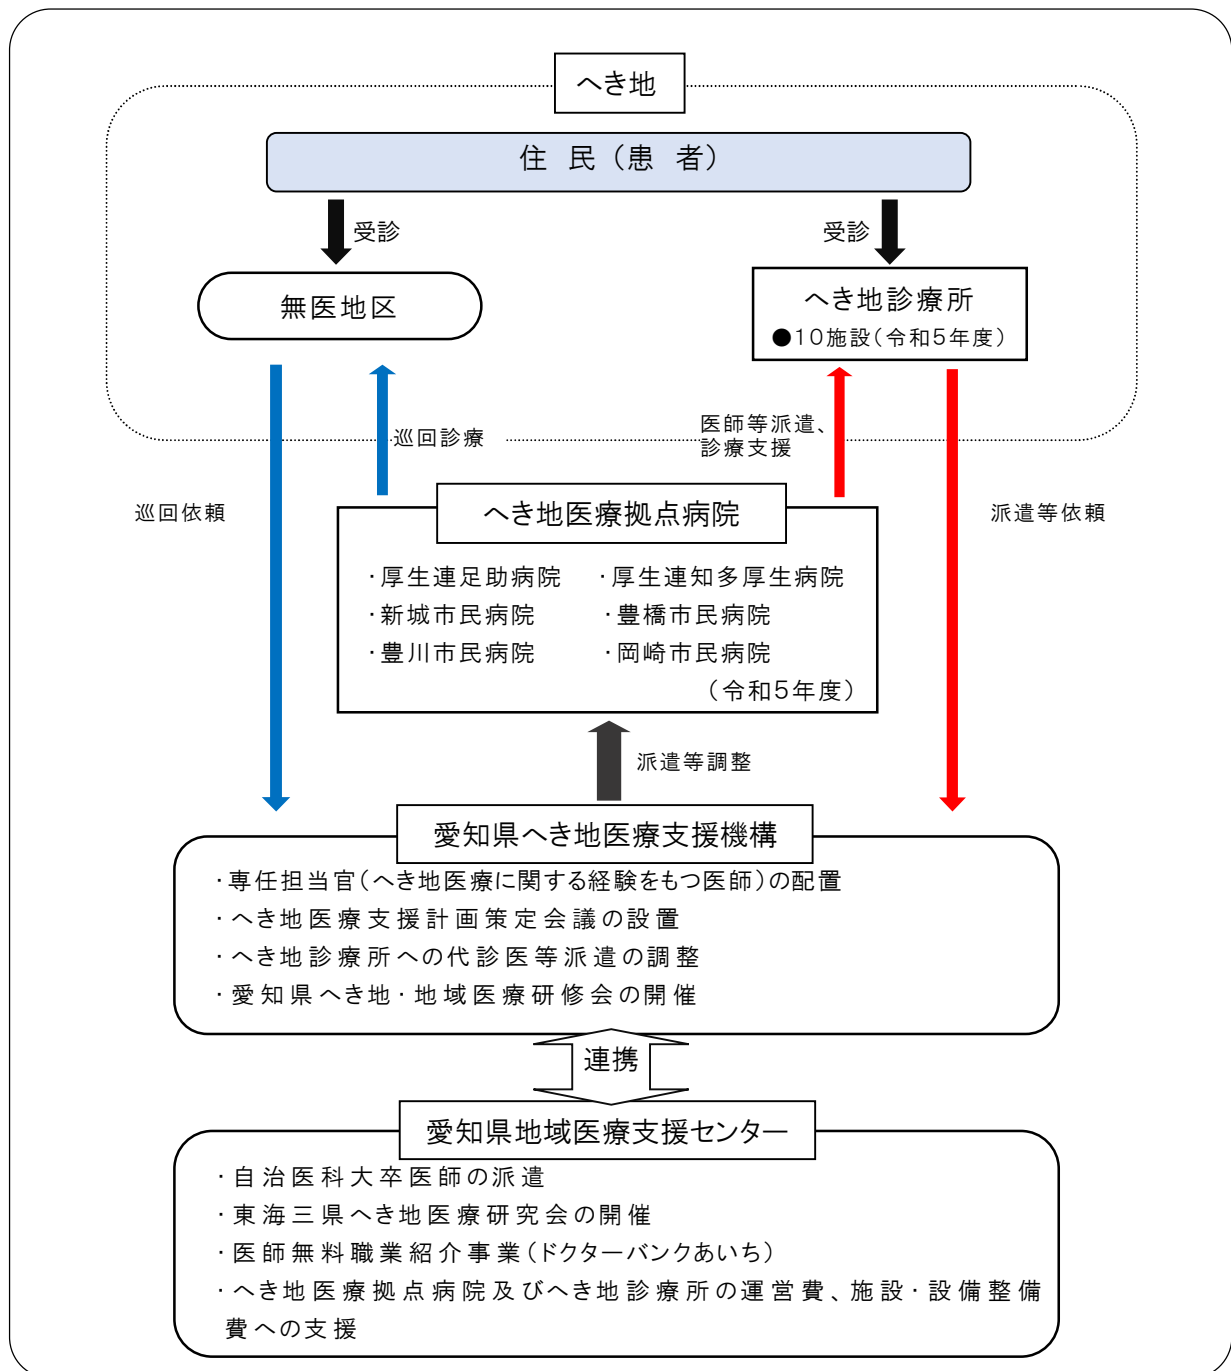 へき地
住民(患者)
受診
受診
無医地区
へき地診療所
●10施設(令和5年度)
巡回診療
医師等派遣、
診療支援
巡回依頼
派遣等依頼
へき地医療拠点病院
・厚生連足助病院 ・厚生連知多厚生病院
・新城市民病院 ・豊橋市民病院
・豊川市民病院 ・岡崎市民病院
(令和5年度)
派遣等調整
愛知県へき地医療支援機構
・専任担当官(へき地医療に関する経験をもつ医師)の配置
・へき地医療支援計画策定会議の設置
・へき地診療所への代診医等派遣の調整
・愛知県へき地・地域医療研修会の開催
連携
愛知県地域医療支援センター
・自治医科大卒医師の派遣
・東海三県へき地医療研究会の開催
・医師無料職業紹介事業(ドクターバンクあいち)
・へき地医療拠点病院及びへき地診療所の運営費、施設・設備整備
費への支援